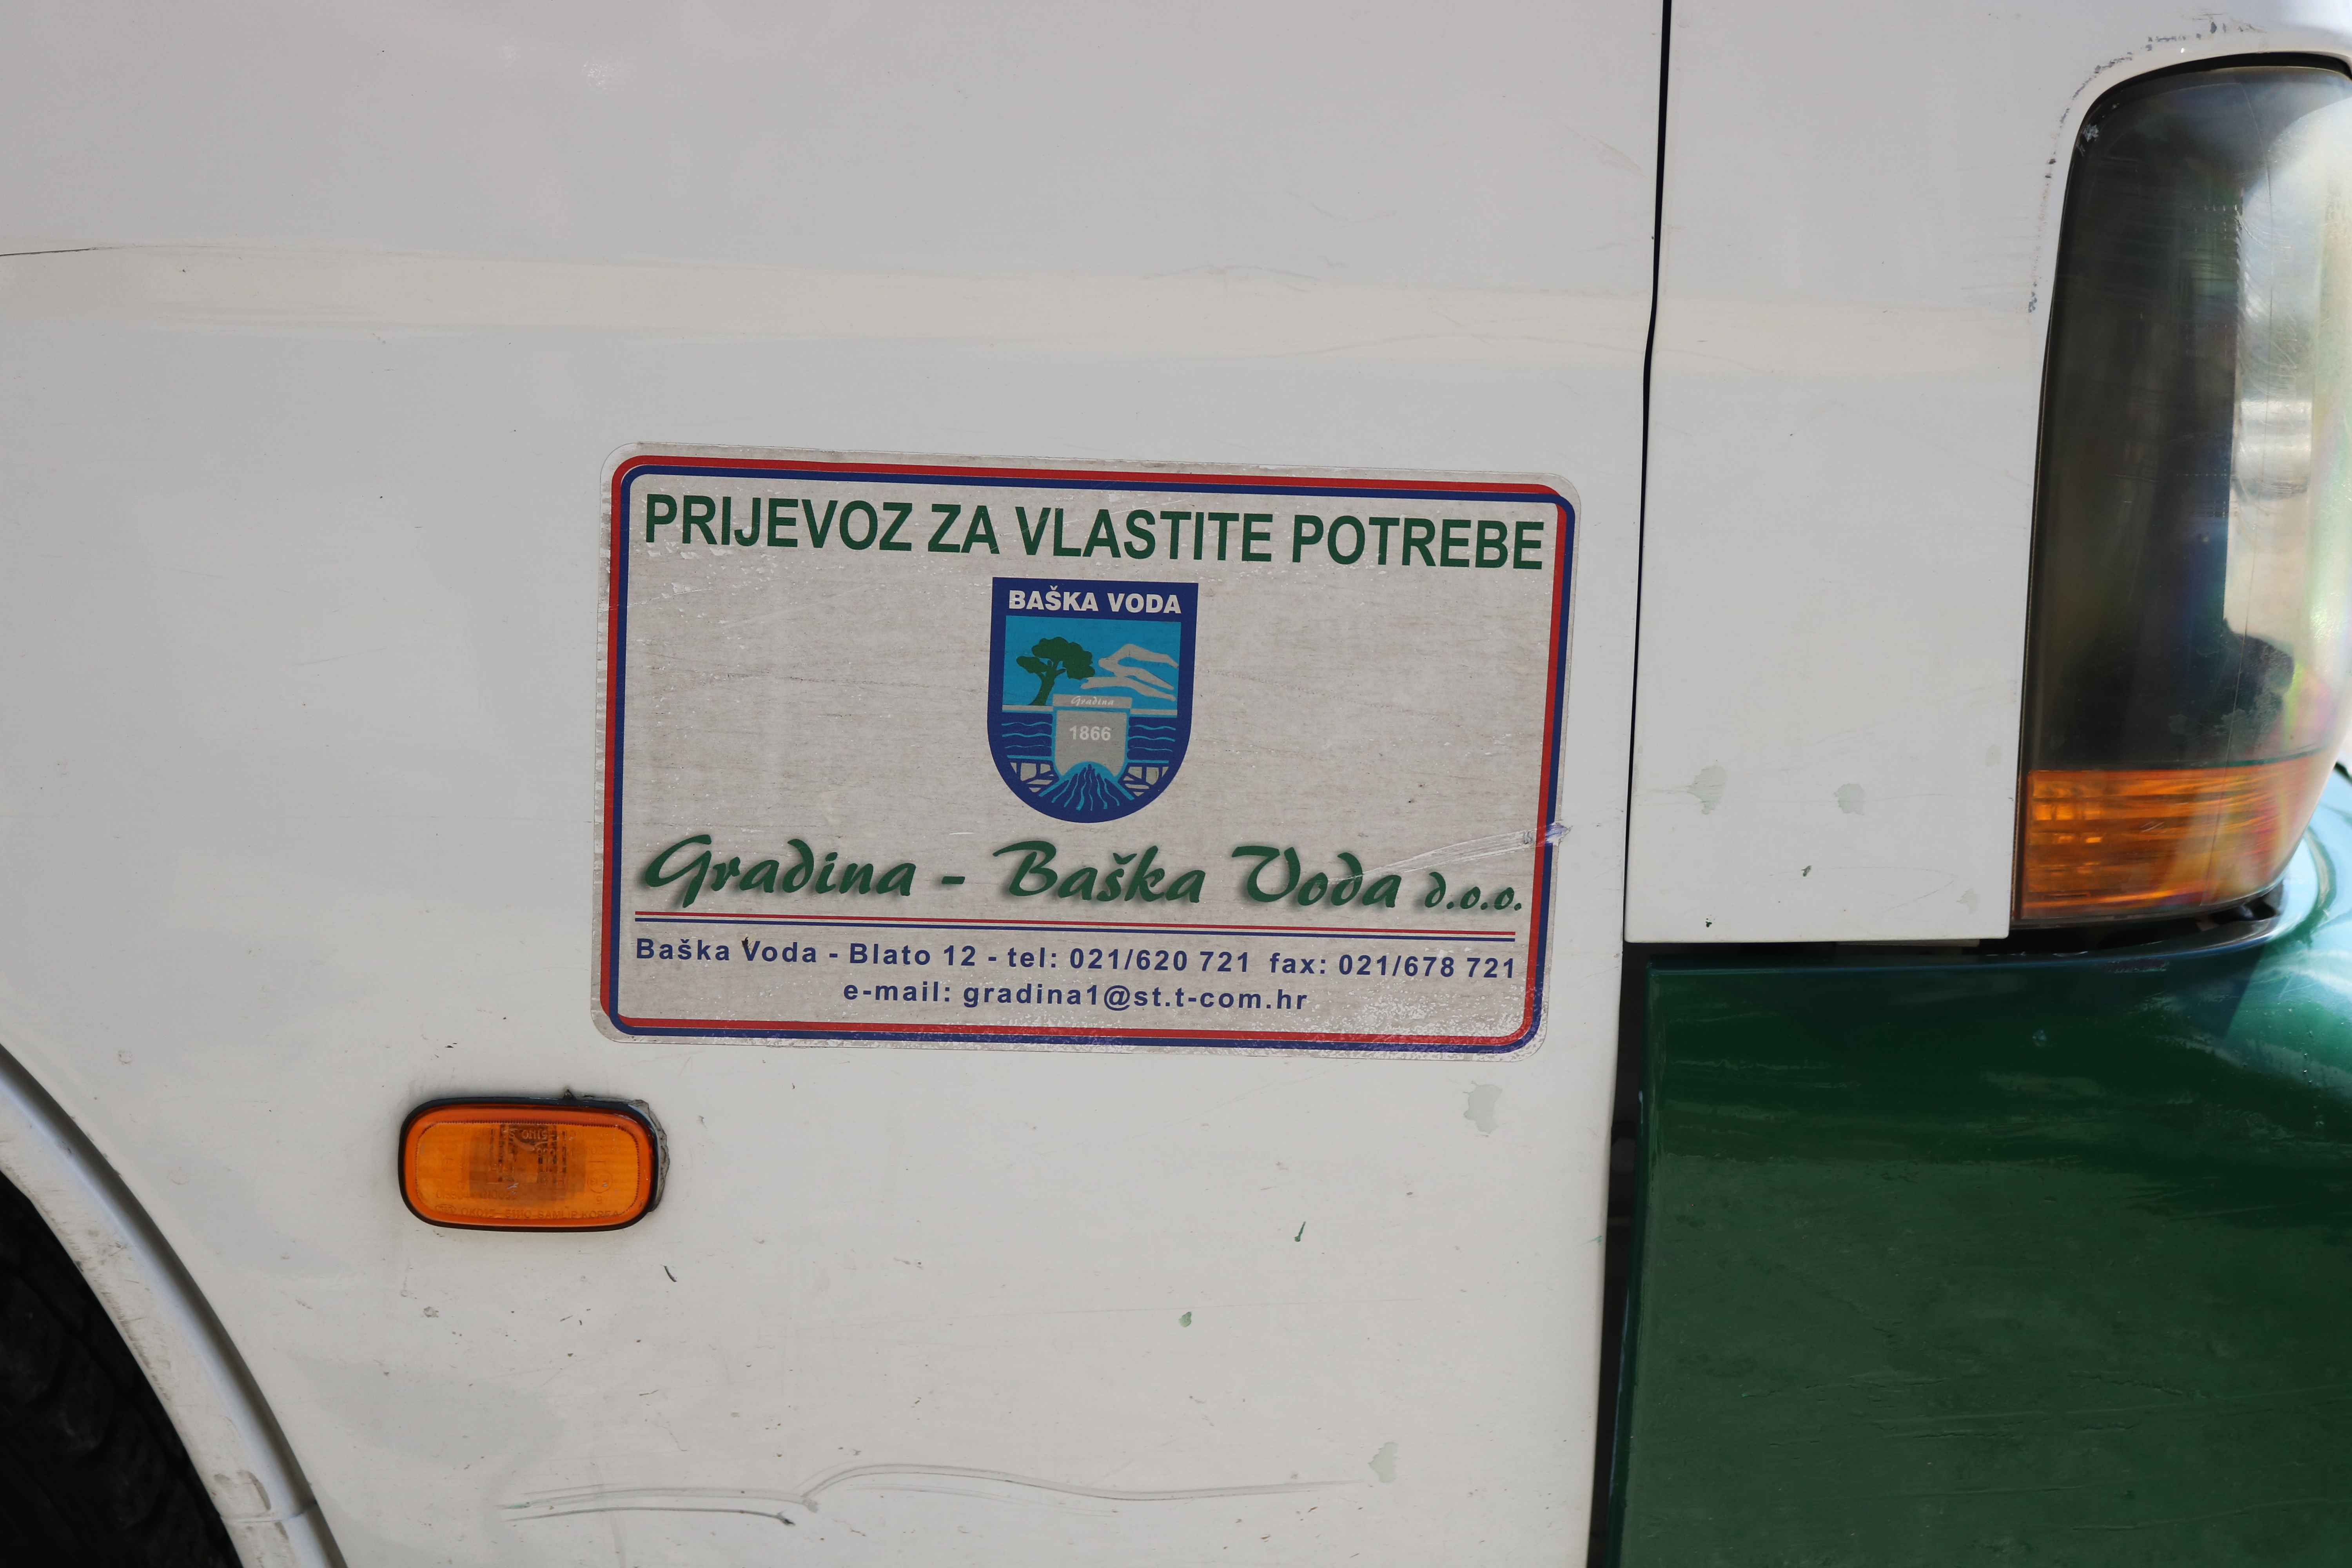 PRIJEVOZ ZA VLASTITE POTREBE
BAŠKA VODA
Gradina
1866
Gradina - Baška Voda d.o.o.
Baška Voda - Blato 12 - tel: 021/620 721 fax: 021/678 721
e-mail: gradina1@st.t-com.hr